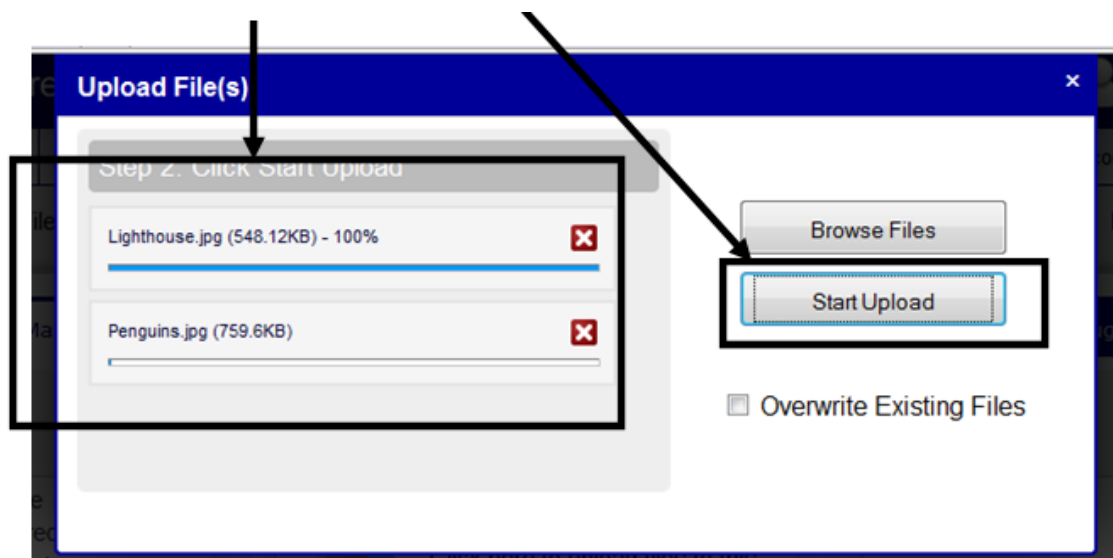 Upload File(s)
×
Step 2. Click Start Upload
Lighthouse.jpg (548.12KB) - 100%
Penguins.jpg (759.6KB)
Browse Files
Start Upload
Overwrite Existing Files